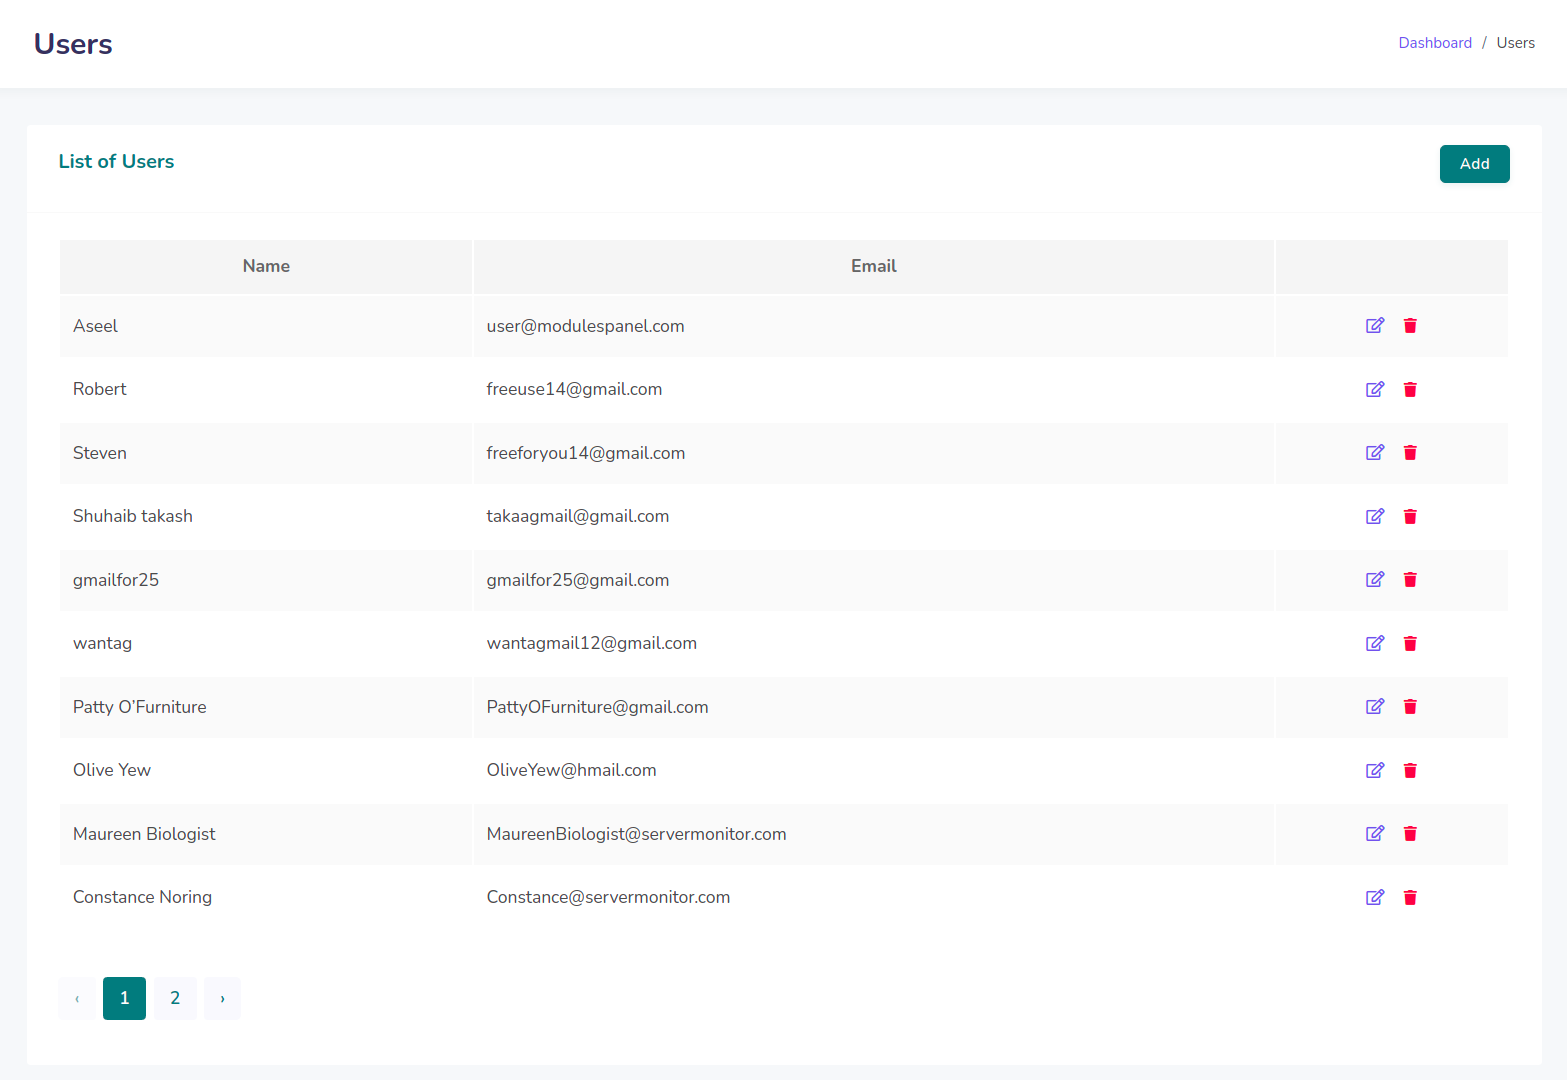 Users
Dashboard / Users
List of Users
Add
Name Email
Aseel user@modulespanel.com
Robert freeuse14@gmail.com
Steven freeforyou14@gmail.com
Shuhaib takash takaagmail@gmail.com
gmailfor25 gmailfor25@gmail.com
wantag wantagmail12@gmail.com
Patty O’Furniture PattyOFurniture@gmail.com
Olive Yew OliveYew@hmail.com
Maureen Biologist MaureenBiologist@servermonitor.com
Constance Noring Constance@servermonitor.com
‹ 1 2 ›